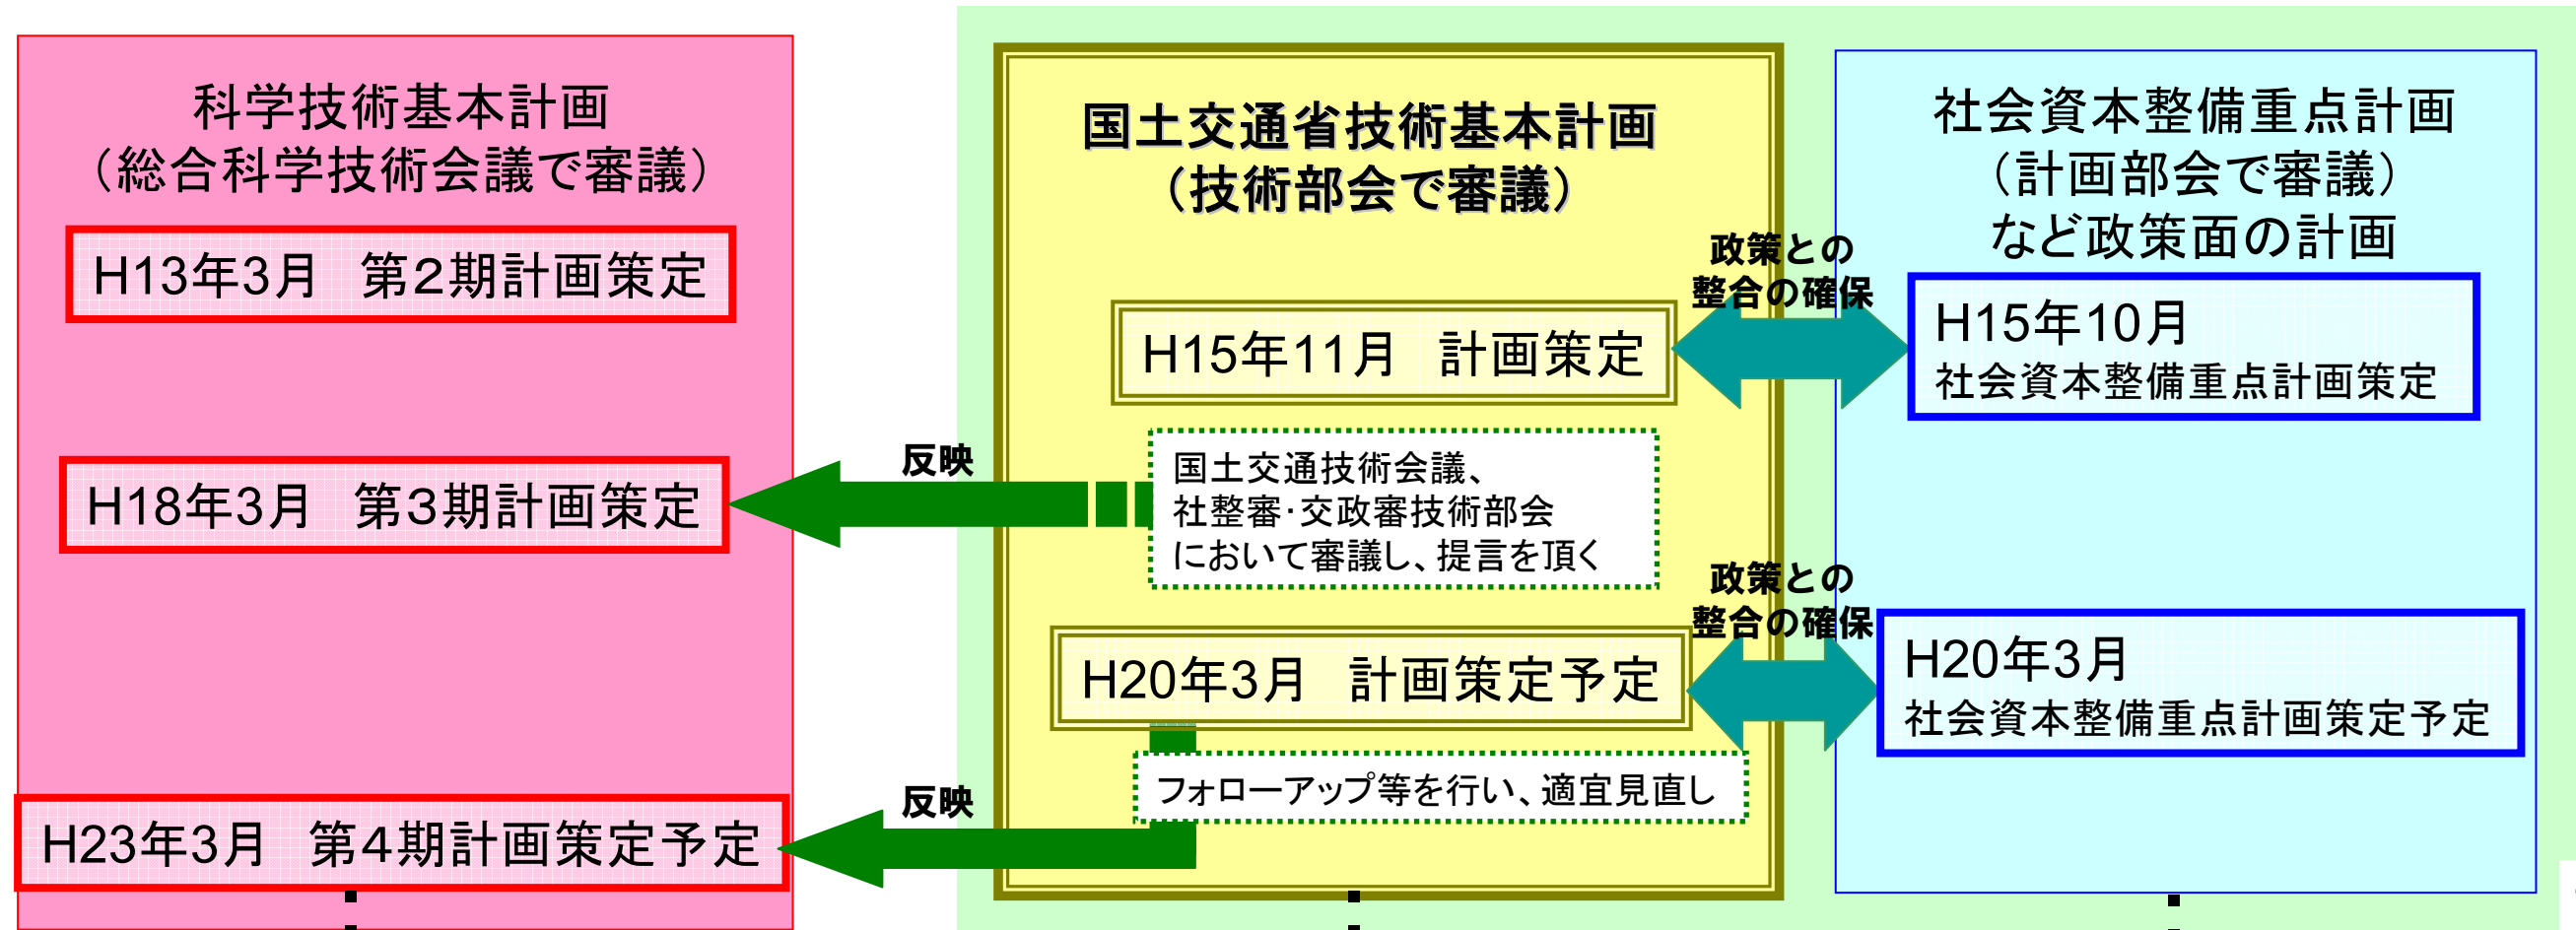 科学技術基本計画
（総合科学技術会議で審議）
H13年3月　第２期計画策定
H18年3月　第３期計画策定
H23年3月　第４期計画策定予定
反映
反映
国土交通省技術基本計画
（技術部会で審議）
H15年11月　計画策定
国土交通技術会議、
社整審･交政審技術部会
において審議し、提言を頂く
H20年3月　計画策定予定
フォローアップ等を行い、適宜見直し
政策との
整合の確保
政策との
整合の確保
社会資本整備重点計画
（計画部会で審議）
など政策面の計画
H15年10月
社会資本整備重点計画策定
H20年3月
社会資本整備重点計画策定予定